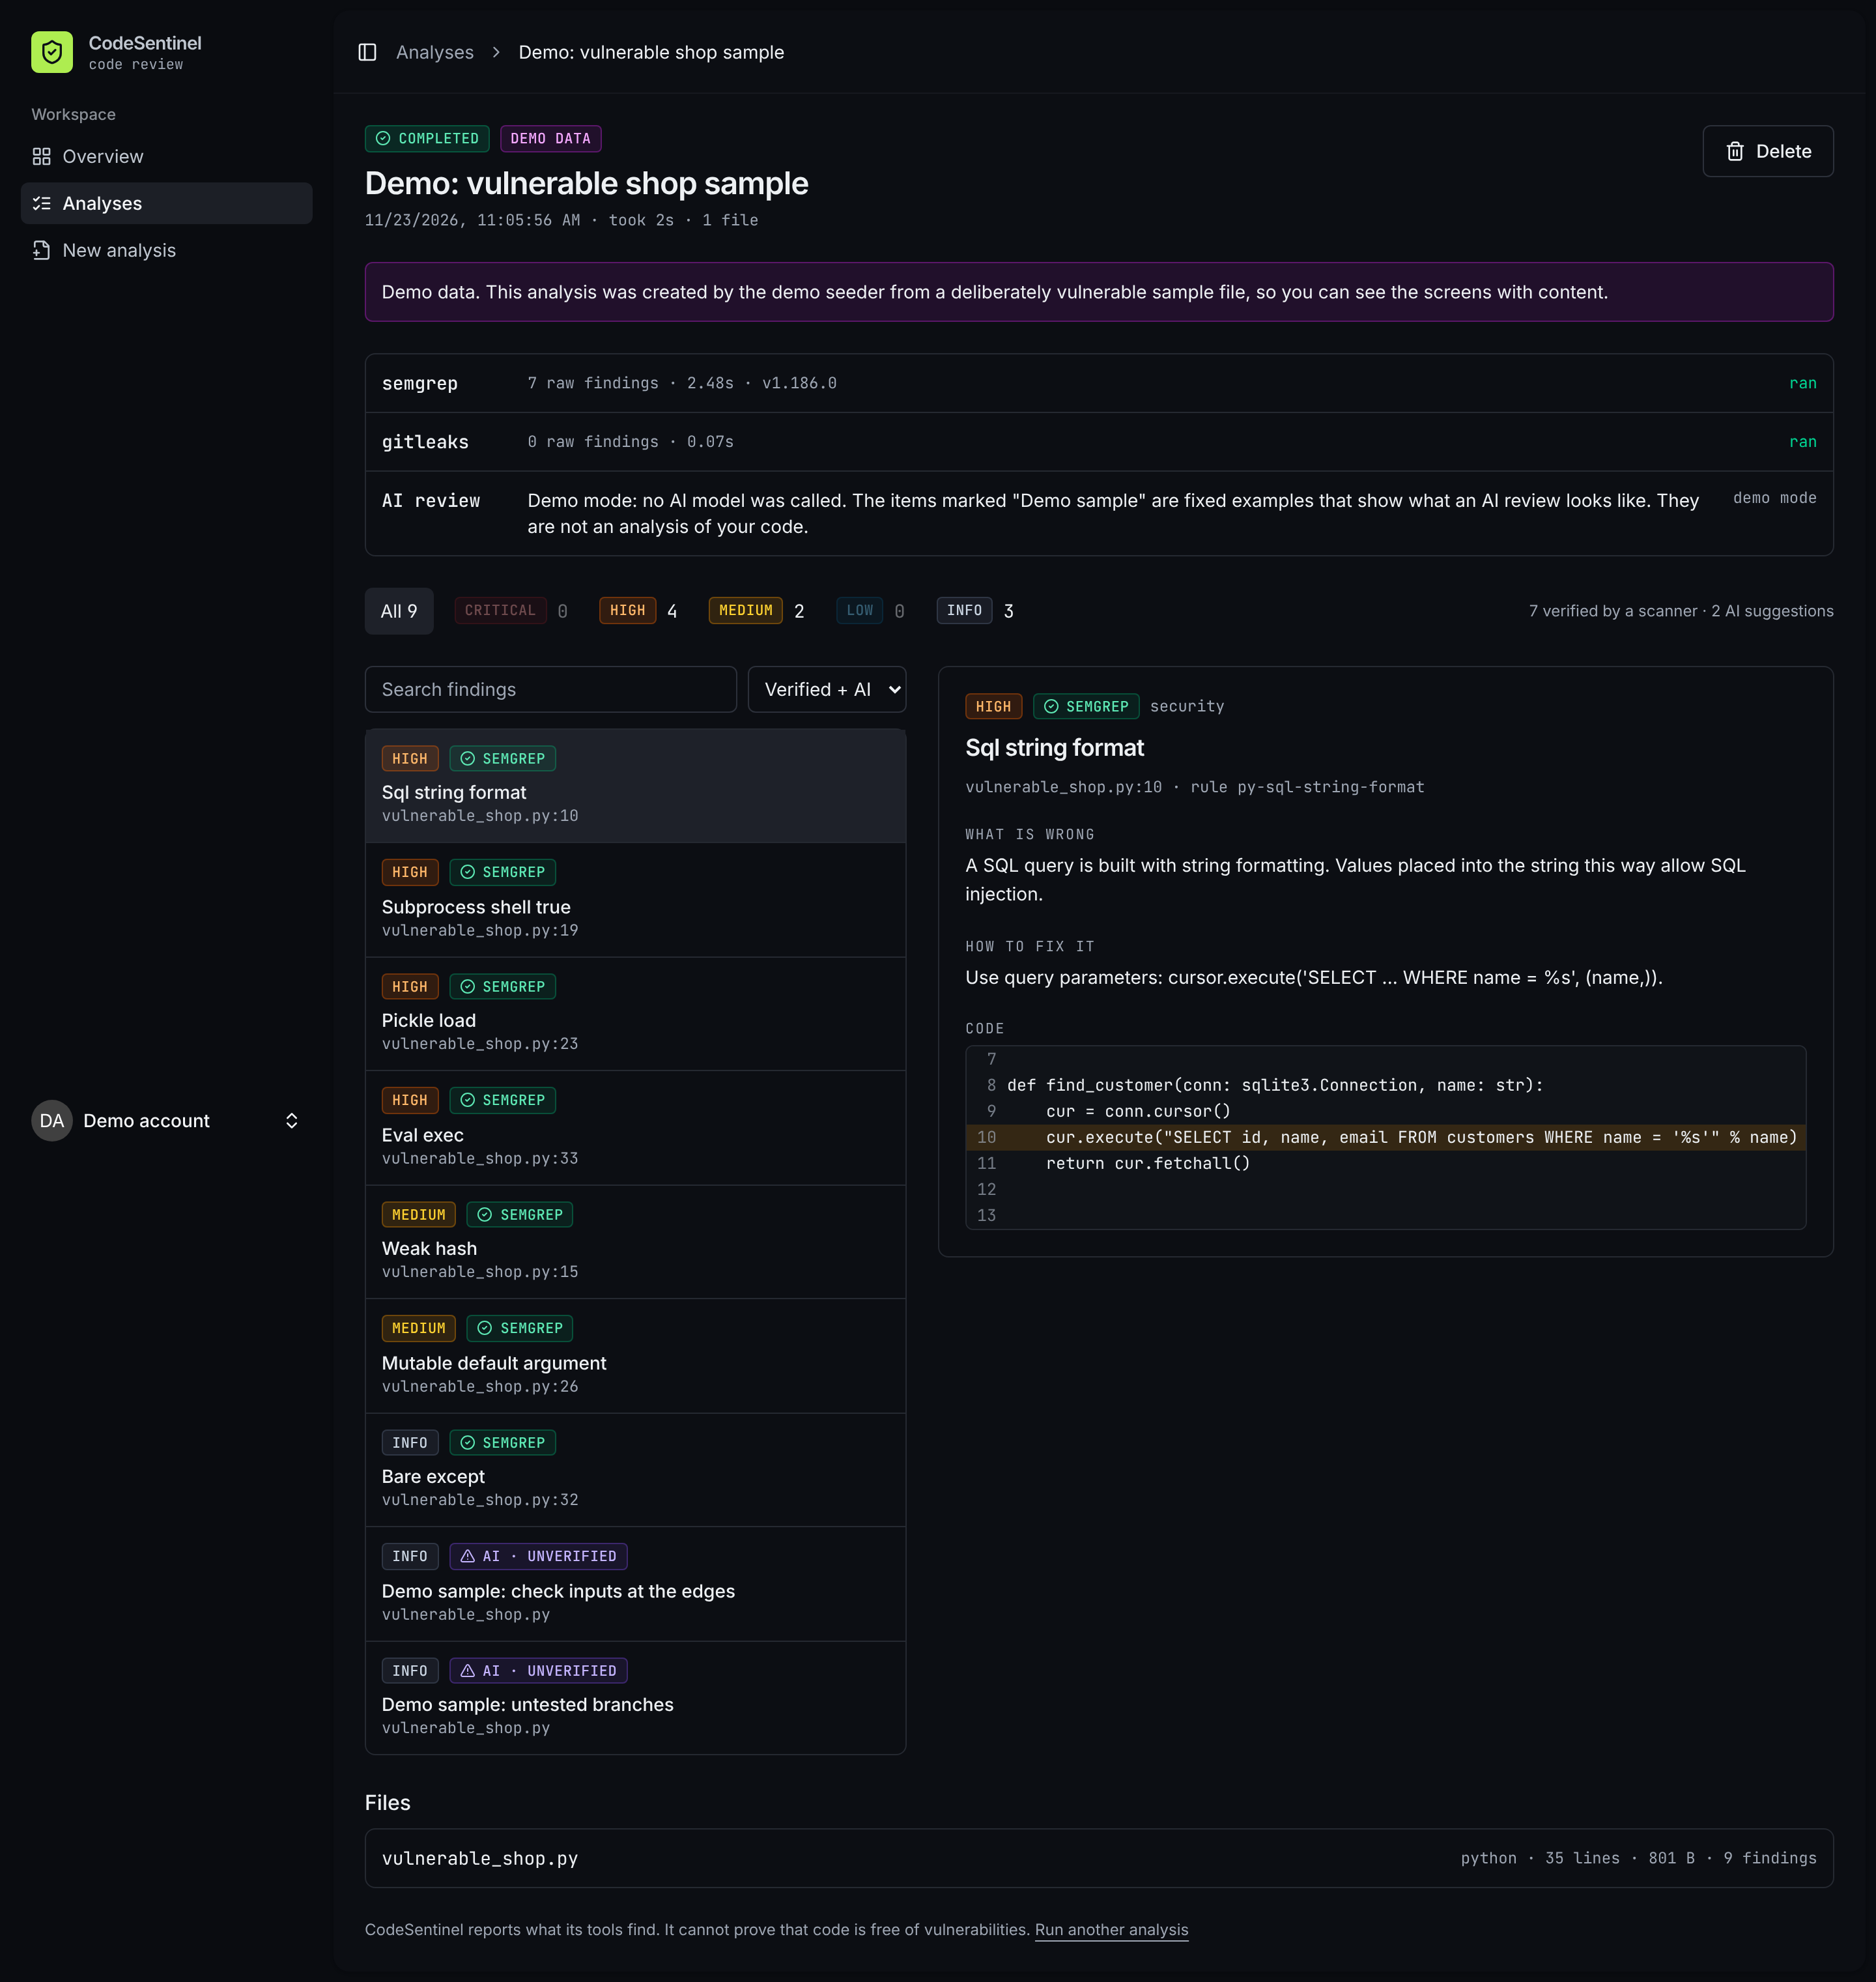 CodeSentinel
code review
Workspace
Overview
Analyses
New analysis
DA Demo account
Analyses > Demo: vulnerable shop sample
COMPLETED DEMO DATA
Delete
Demo: vulnerable shop sample
11/23/2026, 11:05:56 AM · took 2s · 1 file
Demo data. This analysis was created by the demo seeder from a deliberately vulnerable sample file, so you can see the screens with content.
semgrep 7 raw findings · 2.48s · v1.186.0 ran
gitleaks 0 raw findings · 0.07s ran
AI review Demo mode: no AI model was called. The items marked "Demo sample" are fixed examples that show what an AI review looks like. They demo mode
are not an analysis of your code.
All 9 CRITICAL 0 HIGH 4 MEDIUM 2 LOW 0 INFO 3 7 verified by a scanner · 2 AI suggestions
Search findings Verified + AI
HIGH SEMGREP
Sql string format
vulnerable_shop.py:10
HIGH SEMGREP
Subprocess shell true
vulnerable_shop.py:19
HIGH SEMGREP
Pickle load
vulnerable_shop.py:23
HIGH SEMGREP
Eval exec
vulnerable_shop.py:33
MEDIUM SEMGREP
Weak hash
vulnerable_shop.py:15
MEDIUM SEMGREP
Mutable default argument
vulnerable_shop.py:26
INFO SEMGREP
Bare except
vulnerable_shop.py:32
INFO AI · UNVERIFIED
Demo sample: check inputs at the edges
vulnerable_shop.py
INFO AI · UNVERIFIED
Demo sample: untested branches
vulnerable_shop.py
HIGH SEMGREP security
Sql string format
vulnerable_shop.py:10 · rule py-sql-string-format
WHAT IS WRONG
A SQL query is built with string formatting. Values placed into the string this way allow SQL
injection.
HOW TO FIX IT
Use query parameters: cursor.execute('SELECT ... WHERE name = %s', (name,)).
CODE
7
8 def find_customer(conn: sqlite3.Connection, name: str):
9     cur = conn.cursor()
10     cur.execute("SELECT id, name, email FROM customers WHERE name = '%s'" % name)
11     return cur.fetchall()
12
13
Files
vulnerable_shop.py python · 35 lines · 801 B · 9 findings
CodeSentinel reports what its tools find. It cannot prove that code is free of vulnerabilities. Run another analysis